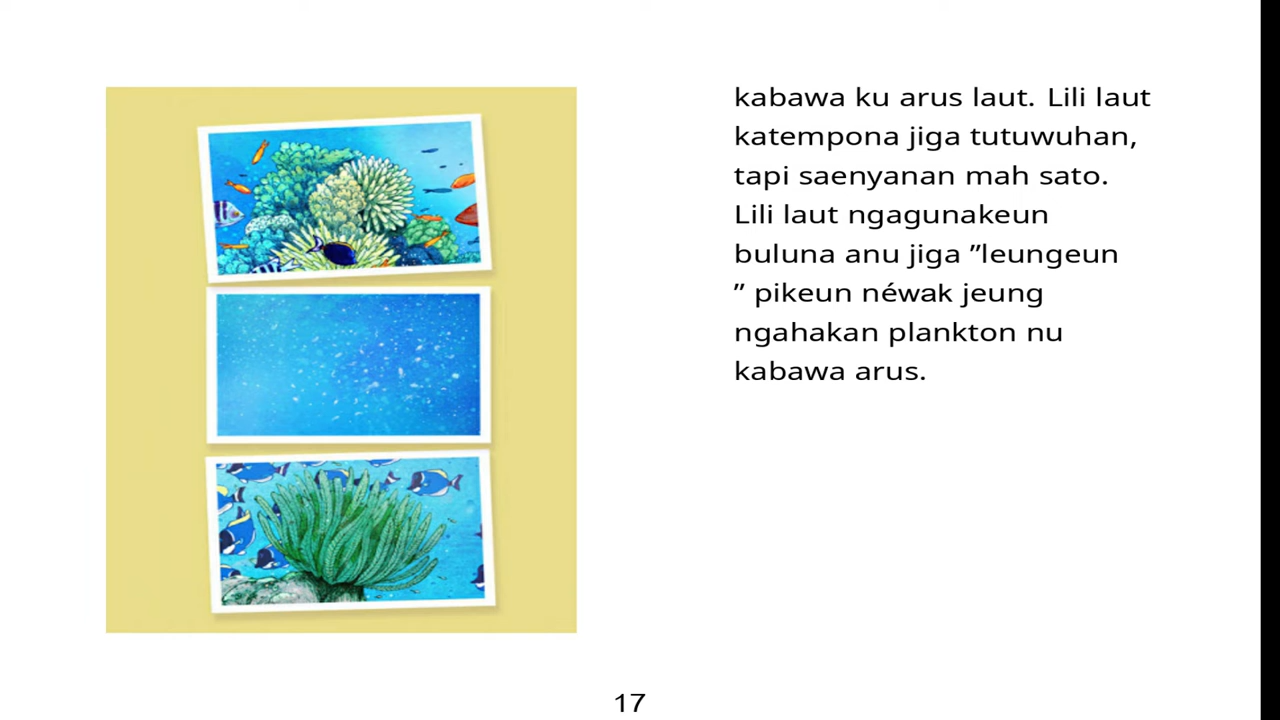 kabawa ku arus laut. Lili laut
katempona jiga tutuwuhan,
tapi saenyanan mah sato.
Lili laut ngagunakeun
buluna anu jiga ”leungeun
” pikeun néwak jeung
ngahakan plankton nu
kabawa arus.
17